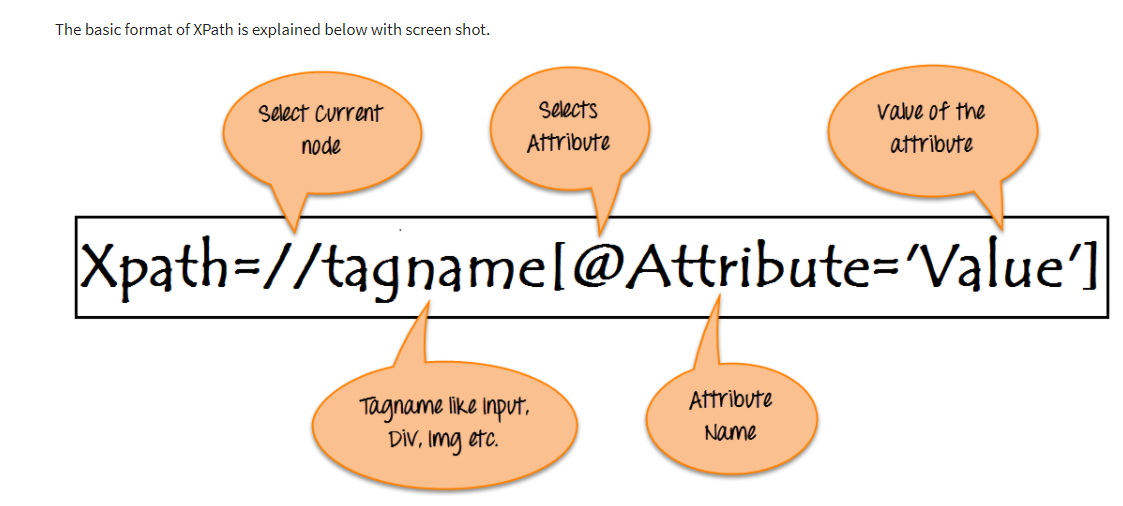 The basic format of XPath is explained below with screen shot.
Select Current
node
Selects
Attribute
Value of the
attribute
Xpath=//tagname[@Attribute='Value']
Tagname like Input,
Div, Img etc.
Attribute
Name